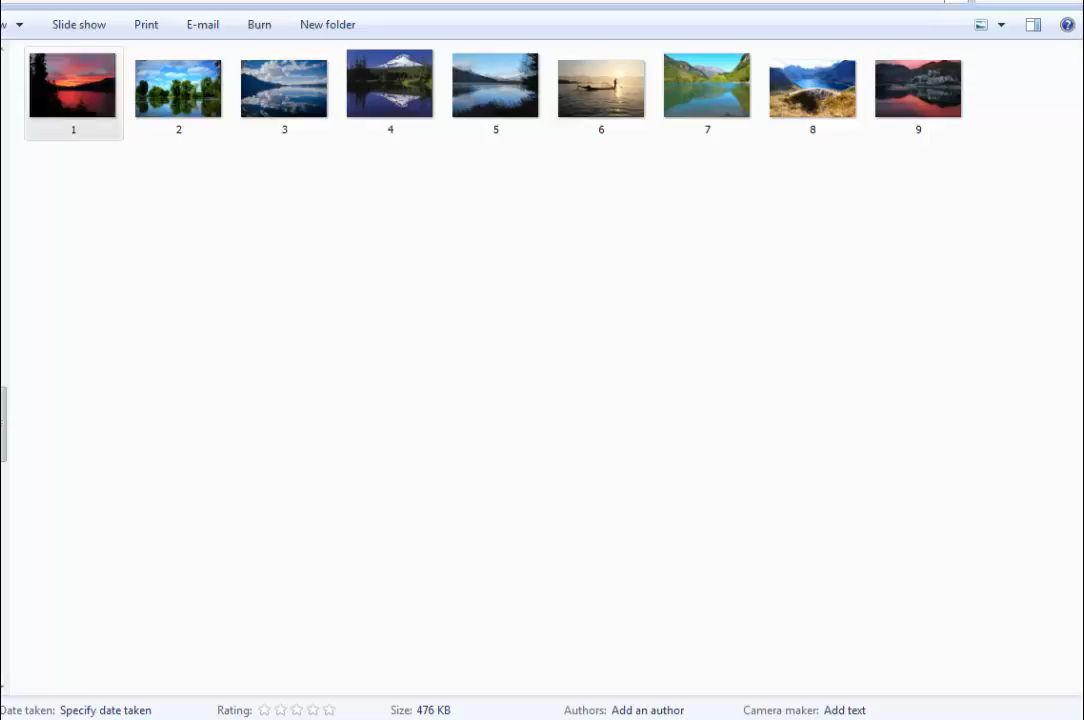 Slide show Print E-mail Burn New folder
1 2 3 4 5 6 7 8 9
Date taken: Specify date taken Rating: Size: 476 KB Authors: Add an author Camera maker: Add text